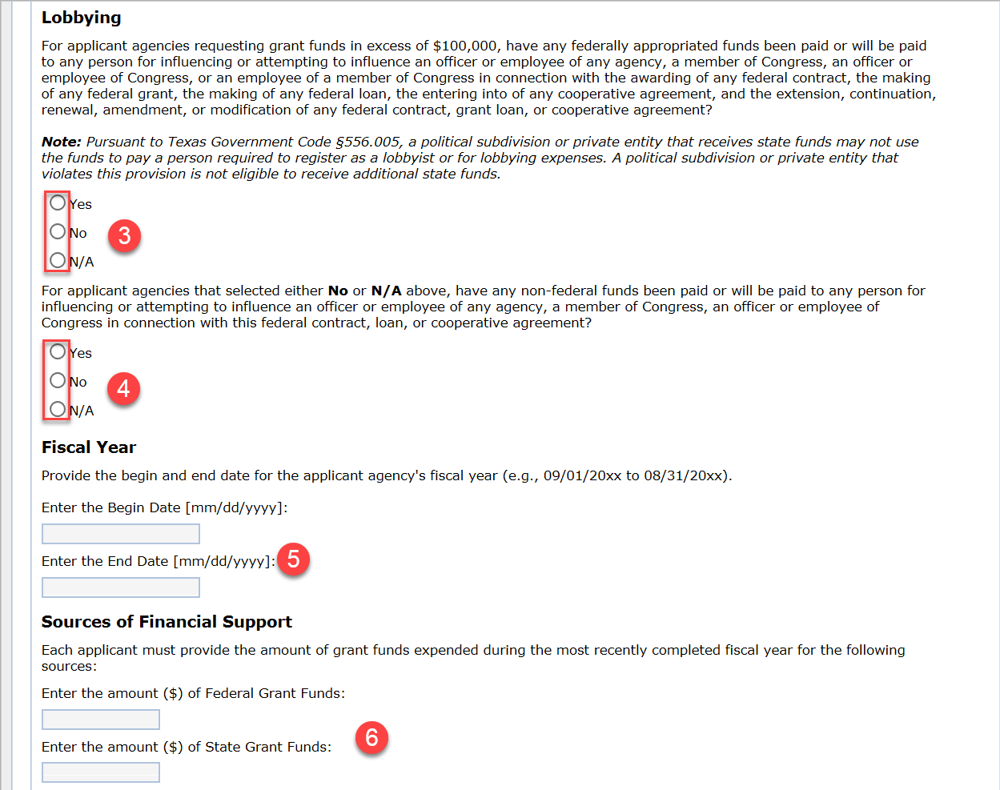 Lobbying
For applicant agencies requesting grant funds in excess of $100,000, have any federally appropriated funds been paid or will be paid
to any person for influencing or attempting to influence an officer or employee of any agency, a member of Congress, an officer or
employee of Congress, or an employee of a member of Congress in connection with the awarding of any federal contract, the making
of any federal grant, the making of any federal loan, the entering into of any cooperative agreement, and the extension, continuation,
renewal, amendment, or modification of any federal contract, grant loan, or cooperative agreement?
Note: Pursuant to Texas Government Code §556.005, a political subdivision or private entity that receives state funds may not use
the funds to pay a person required to register as a lobbyist or for lobbying expenses. A political subdivision or private entity that
violates this provision is not eligible to receive additional state funds.
Yes
No
3
N/A
For applicant agencies that selected either No or N/A above, have any non-federal funds been paid or will be paid to any person for
influencing or attempting to influence an officer or employee of any agency, a member of Congress, an officer or employee of
Congress in connection with this federal contract, loan, or cooperative agreement?
Yes
No
4
N/A
Fiscal Year
Provide the begin and end date for the applicant agency's fiscal year (e.g., 09/01/20xx to 08/31/20xx).
Enter the Begin Date [mm/dd/yyyy]:
Enter the End Date [mm/dd/yyyy]:
5
Sources of Financial Support
Each applicant must provide the amount of grant funds expended during the most recently completed fiscal year for the following
sources:
Enter the amount ($) of Federal Grant Funds:
6
Enter the amount ($) of State Grant Funds: